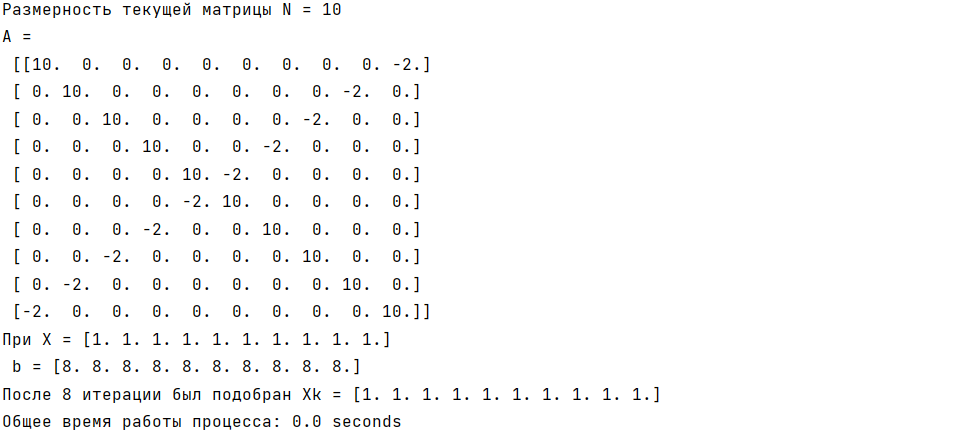 Размерность текущей матрицы N = 10
A =
 [[10.  0.  0.  0.  0.  0.  0.  0.  0. -2.]
 [ 0. 10.  0.  0.  0.  0.  0.  0. -2.  0.]
 [ 0.  0. 10.  0.  0.  0.  0. -2.  0.  0.]
 [ 0.  0.  0. 10.  0.  0. -2.  0.  0.  0.]
 [ 0.  0.  0.  0. 10. -2.  0.  0.  0.  0.]
 [ 0.  0.  0.  0. -2. 10.  0.  0.  0.  0.]
 [ 0.  0.  0. -2.  0.  0. 10.  0.  0.  0.]
 [ 0.  0. -2.  0.  0.  0.  0. 10.  0.  0.]
 [ 0. -2.  0.  0.  0.  0.  0.  0. 10.  0.]
 [-2.  0.  0.  0.  0.  0.  0.  0.  0. 10.]]
При X = [1. 1. 1. 1. 1. 1. 1. 1. 1. 1.]
 b = [8. 8. 8. 8. 8. 8. 8. 8. 8. 8.]
После 8 итерации был подобран Xk = [1. 1. 1. 1. 1. 1. 1. 1. 1. 1.]
Общее время работы процесса: 0.0 seconds